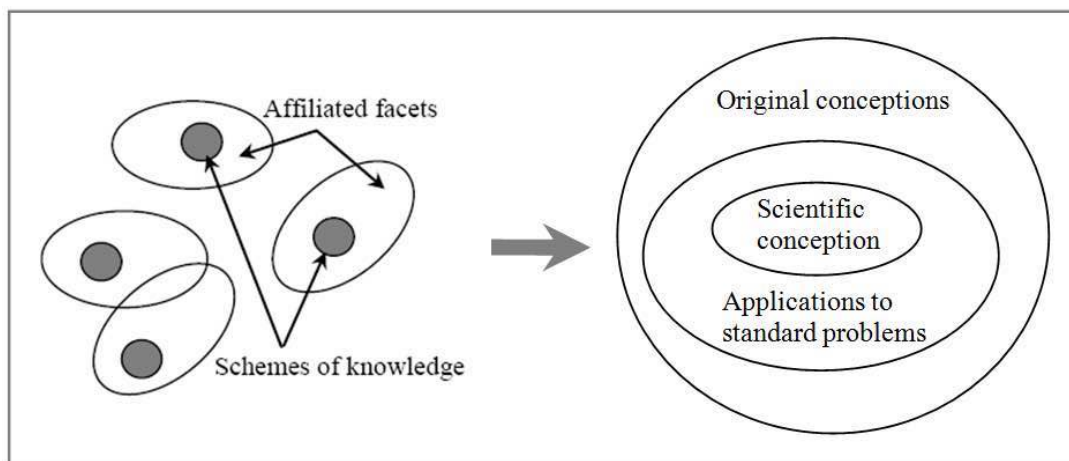 Affiliated facets
Schemes of knowledge
Original conceptions
Scientific
conception
Applications to
standard problems